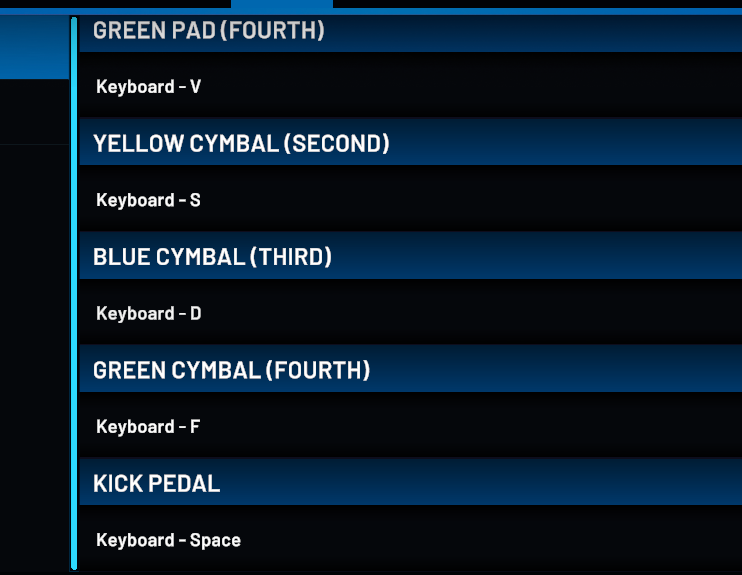 GREEN PAD (FOURTH)
Keyboard - V
YELLOW CYMBAL (SECOND)
Keyboard - S
BLUE CYMBAL (THIRD)
Keyboard - D
GREEN CYMBAL (FOURTH)
Keyboard - F
KICK PEDAL
Keyboard - Space